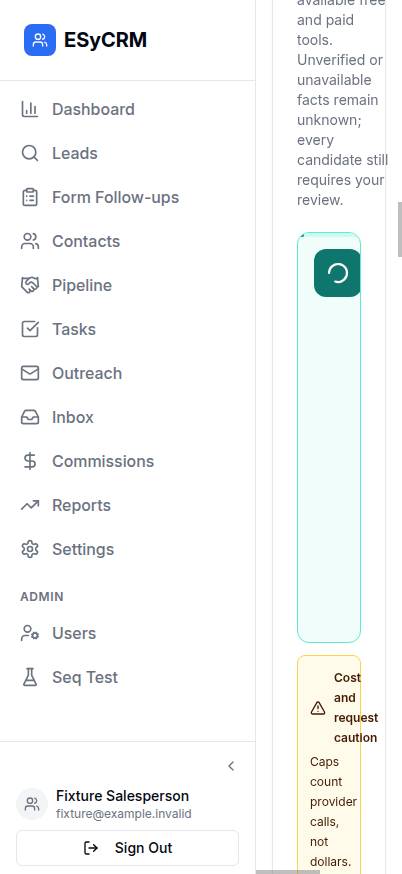 ESyCRM
Dashboard
Leads
Form Follow-ups
Contacts
Pipeline
Tasks
Outreach
Inbox
Commissions
Reports
Settings
ADMIN
Users
Seq Test
Fixture Salesperson
fixture@example.invalid
Sign Out
available free
and paid
tools.
Unverified or
unavailable
facts remain
unknown;
every
candidate still
requires your
review.
Cost
and
request
caution
Caps
count
provider
calls,
not
dollars.